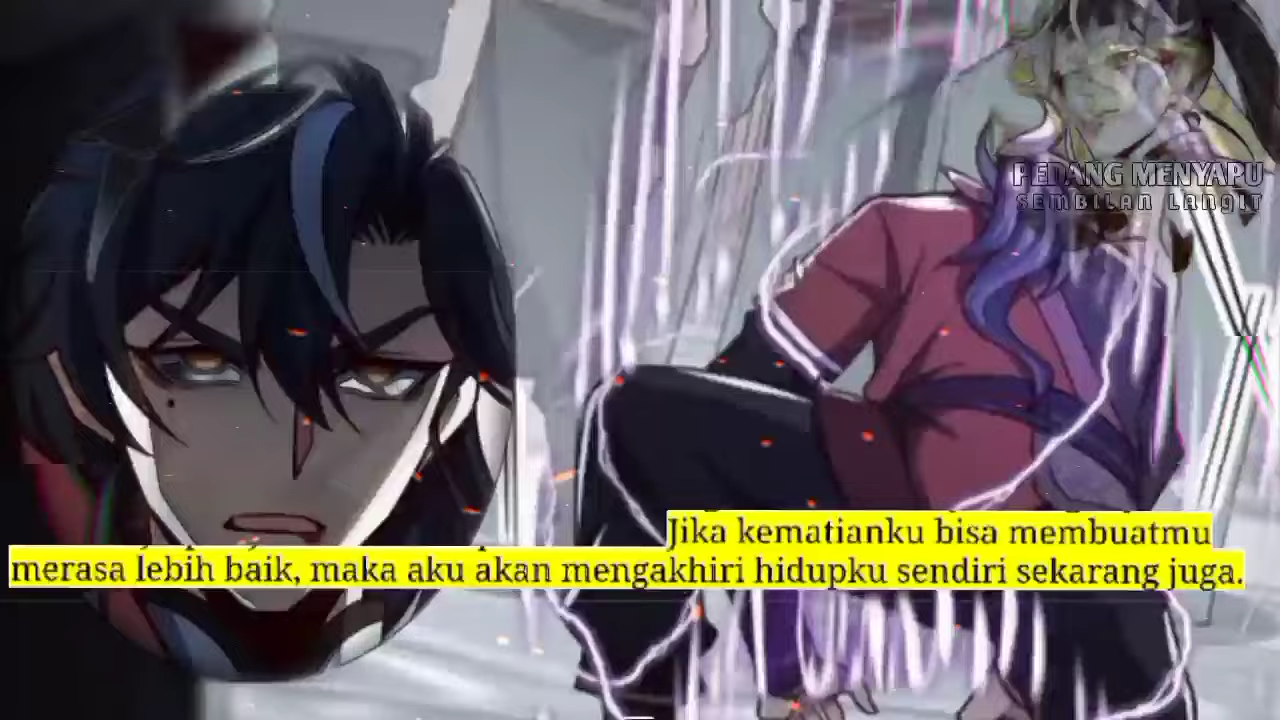 PEDANG MENYAPU
SEMBILAN LANGIT
Jika kematianku bisa membuatmu
merasa lebih baik, maka aku akan mengakhiri hidupku sendiri sekarang juga.